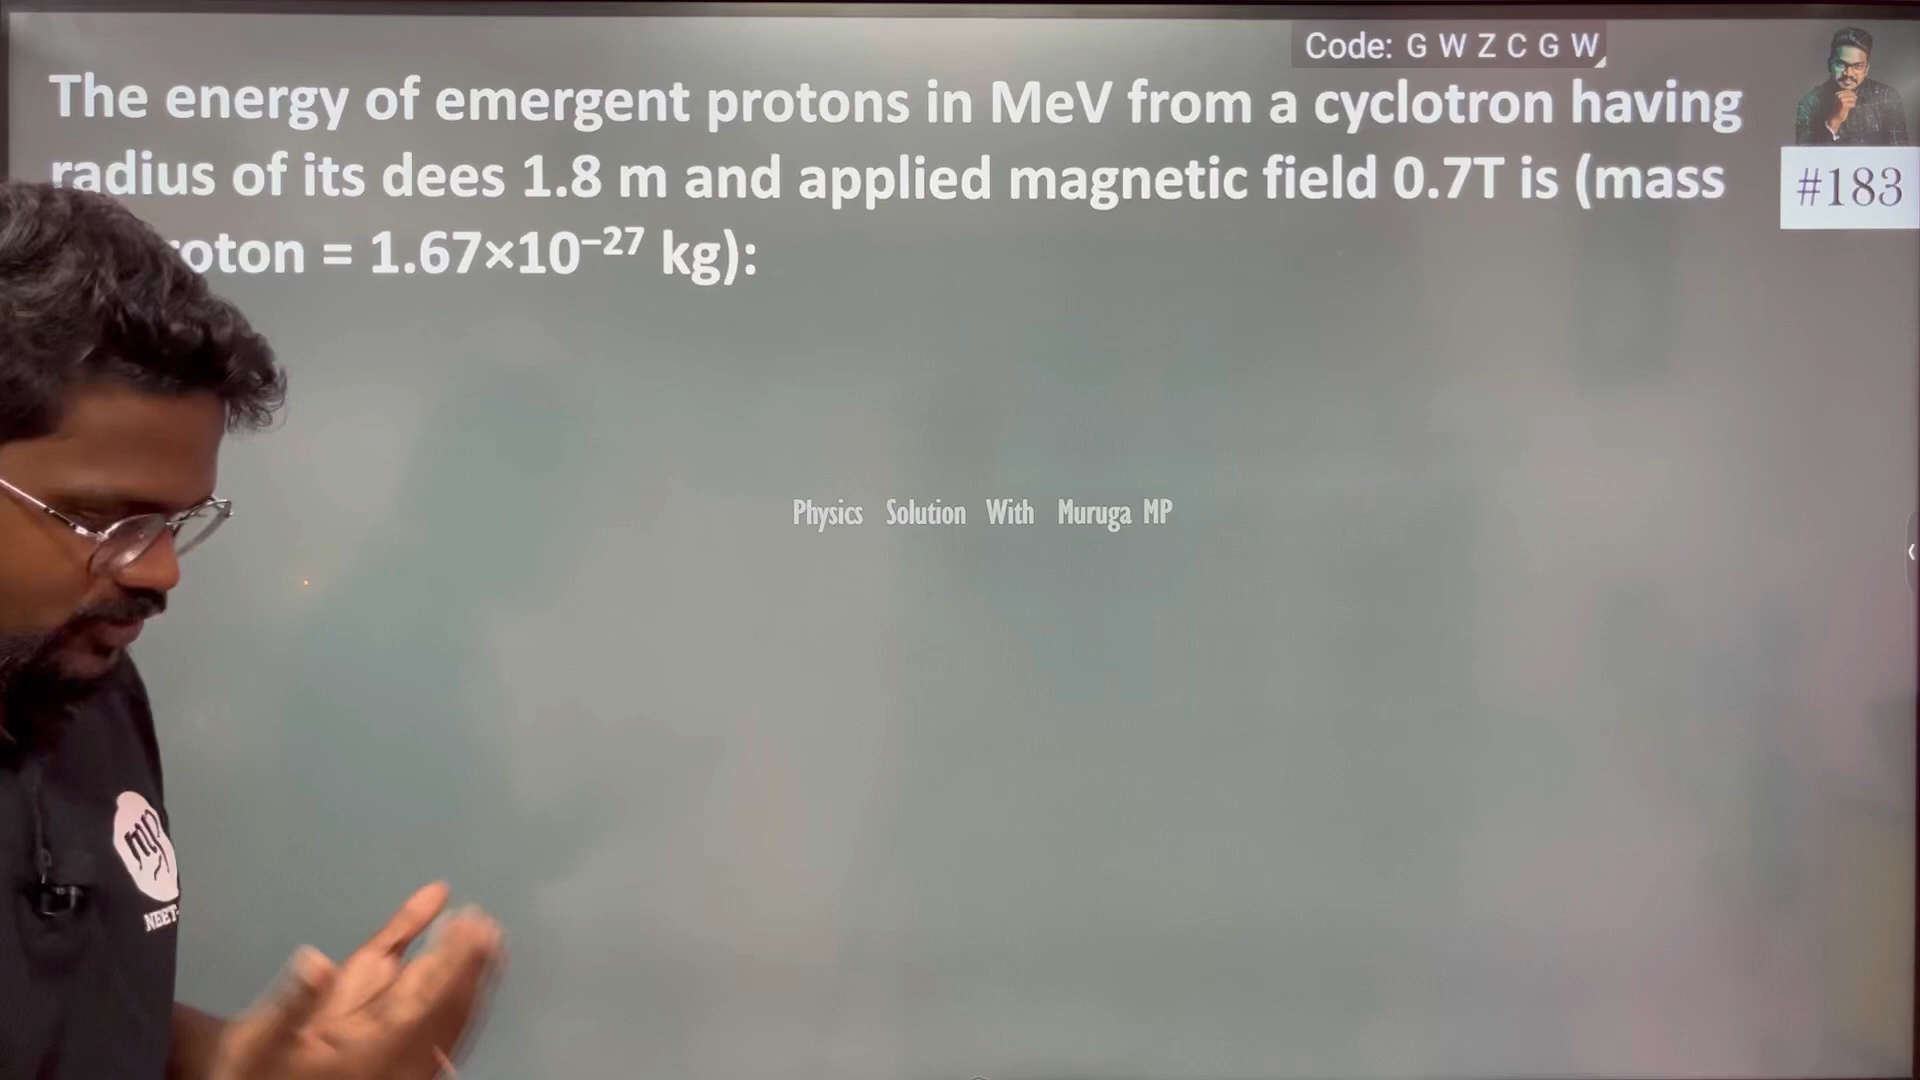 Code: G W Z C G W
The energy of emergent protons in MeV from a cyclotron having
radius of its dees 1.8 m and applied magnetic field 0.7T is (mass
#183
= 1.67×10⁻²⁷ kg):
Physics Solution With Muruga MP
mp
NEET-